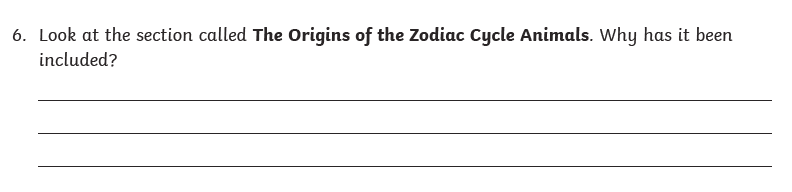 6. Look at the section called The Origins of the Zodiac Cycle Animals. Why has it been
included?